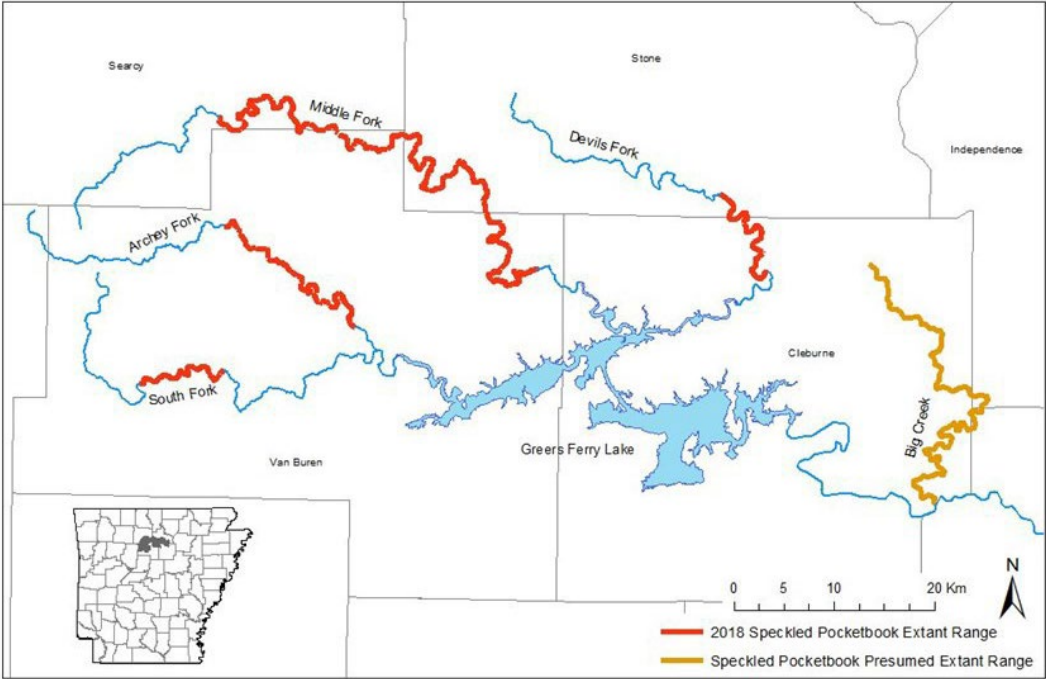 Searcy
Stone
Middle Fork
Devils Fork
Independence
Archey Fork
Cleburne
South Fork
Big Creek
Greers Ferry Lake
Van Buren
N
0 5 10 20 Km
2018 Speckled Pocketbook Extant Range
Speckled Pocketbook Presumed Extant Range